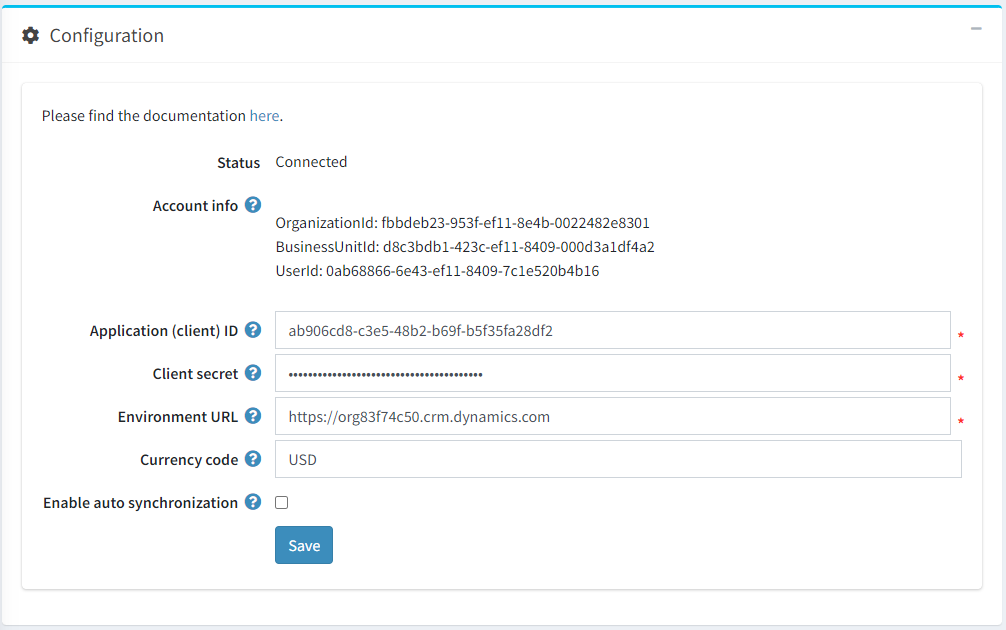 Configuration
Please find the documentation here.
Status Connected
Account info
OrganizationId: fbbdeb23-953f-ef11-8e4b-0022482e8301
BusinessUnitId: d8c3bdb1-423c-ef11-8409-000d3a1df4a2
UserId: 0ab68866-6e43-ef11-8409-7c1e520b4b16
Application (client) ID ab906cd8-c3e5-48b2-b69f-b5f35fa28df2 *
Client secret •••••••••••••••••••••••••••••••••••••••• *
Environment URL https://org83f74c50.crm.dynamics.com *
Currency code USD
Enable auto synchronization
Save